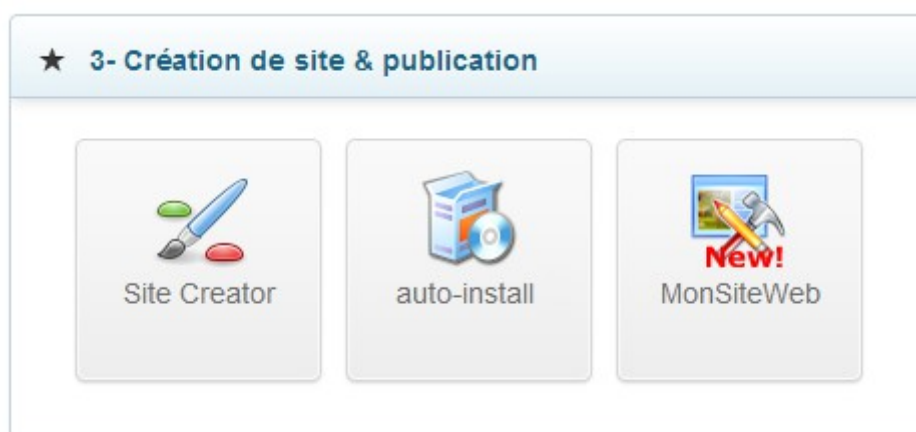 3- Création de site & publication
Site Creator
auto-install
New!
MonSiteWeb